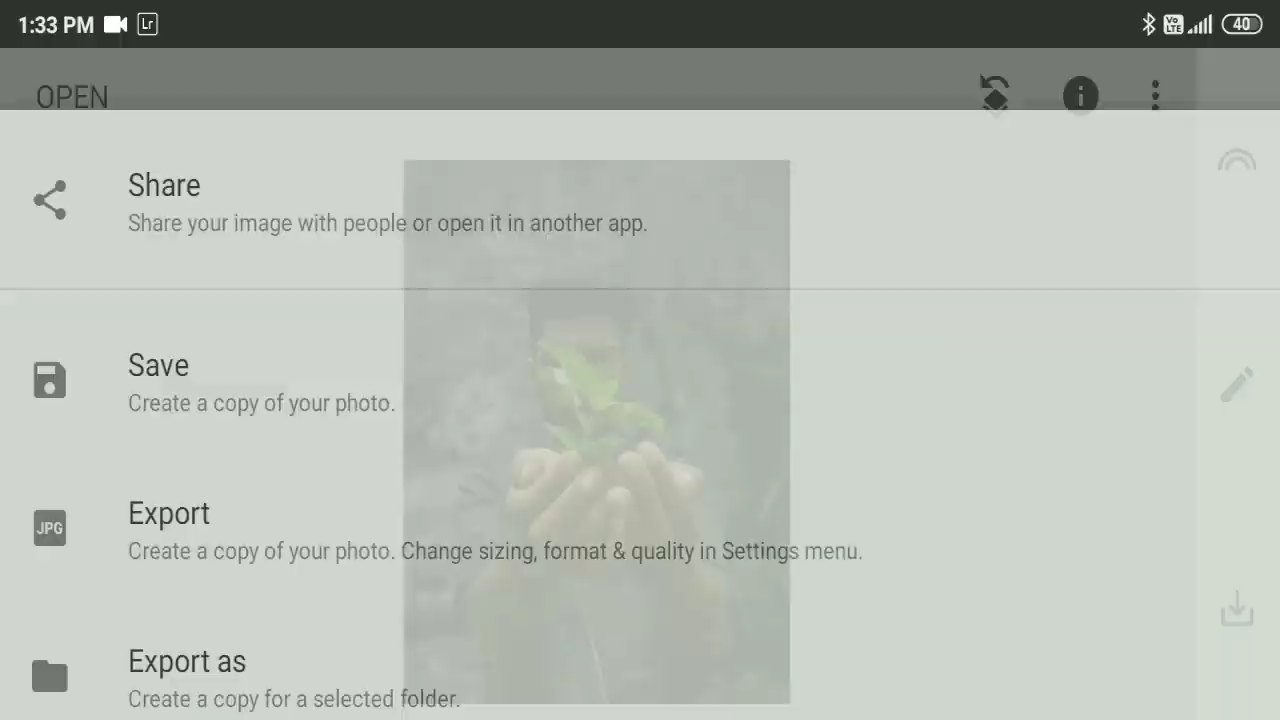 1:33 PM Lr Vo LTE 40
OPEN
Share
Share your image with people or open it in another app.
Save
Create a copy of your photo.
JPG
Export
Create a copy of your photo. Change sizing, format & quality in Settings menu.
Export as
Create a copy for a selected folder.